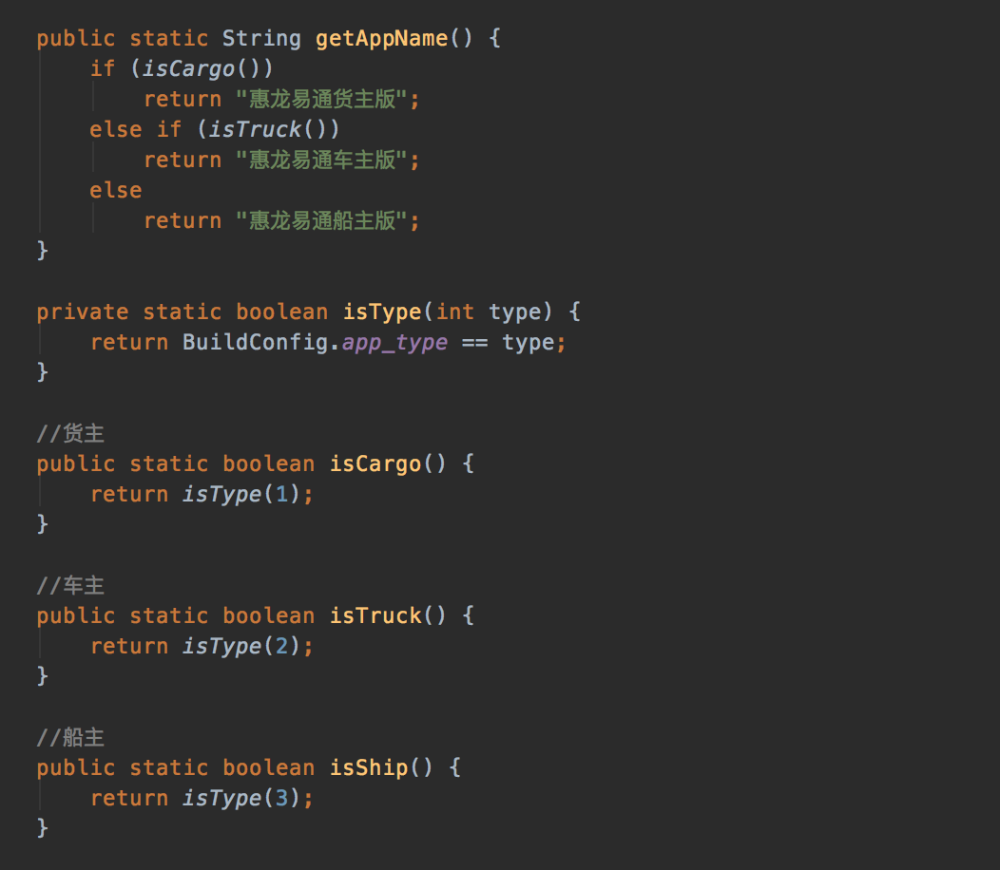 public static String getAppName() {
if (isCargo())
return "惠龙易通货主版";
else if (isTruck())
return "惠龙易通车主版";
else
return "惠龙易通船主版";
}
private static boolean isType(int type) {
return BuildConfig.app_type == type;
}
//货主
public static boolean isCargo() {
return isType(1);
}
//车主
public static boolean isTruck() {
return isType(2);
}
//船主
public static boolean isShip() {
return isType(3);
}